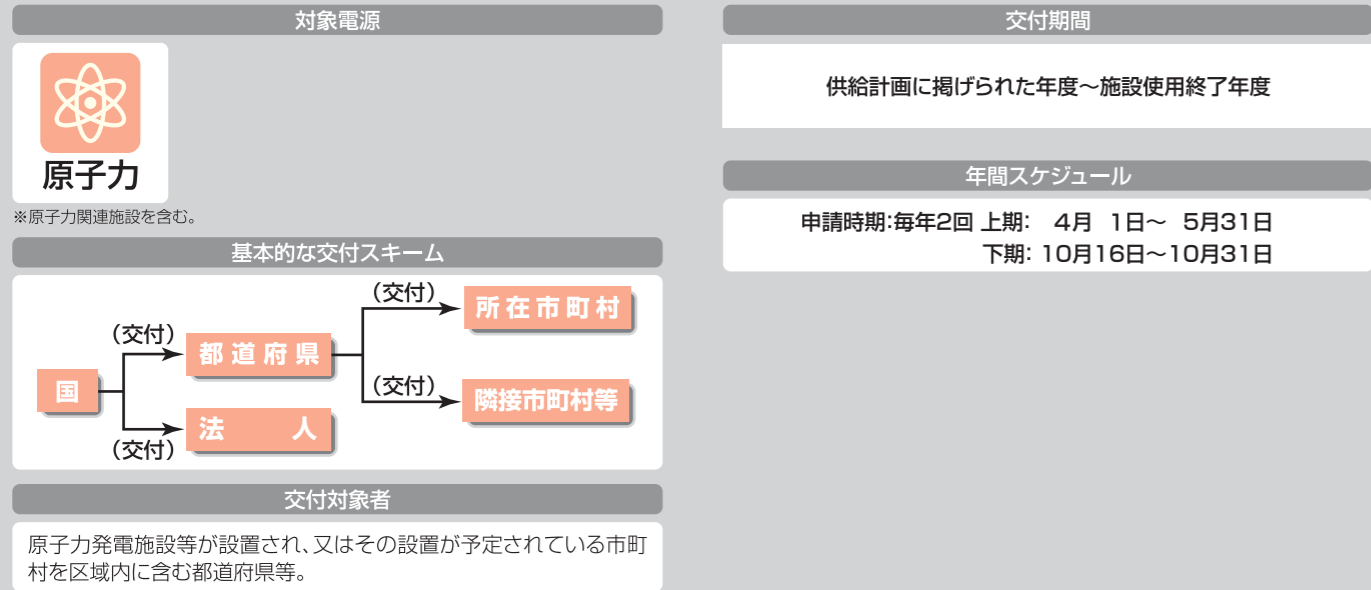 対象電源
原子力
※原子力関連施設を含む。
基本的な交付スキーム
国
(交付)
都道府県
(交付)
法 人
(交付)
所在市町村
(交付)
隣接市町村等
交付対象者
原子力発電施設等が設置され、又はその設置が予定されている市町
村を区域内に含む都道府県等。
交付期間
供給計画に掲げられた年度～施設使用終了年度
年間スケジュール
申請時期:毎年2回 上期: 4月 1日～ 5月31日
下期: 10月16日～10月31日